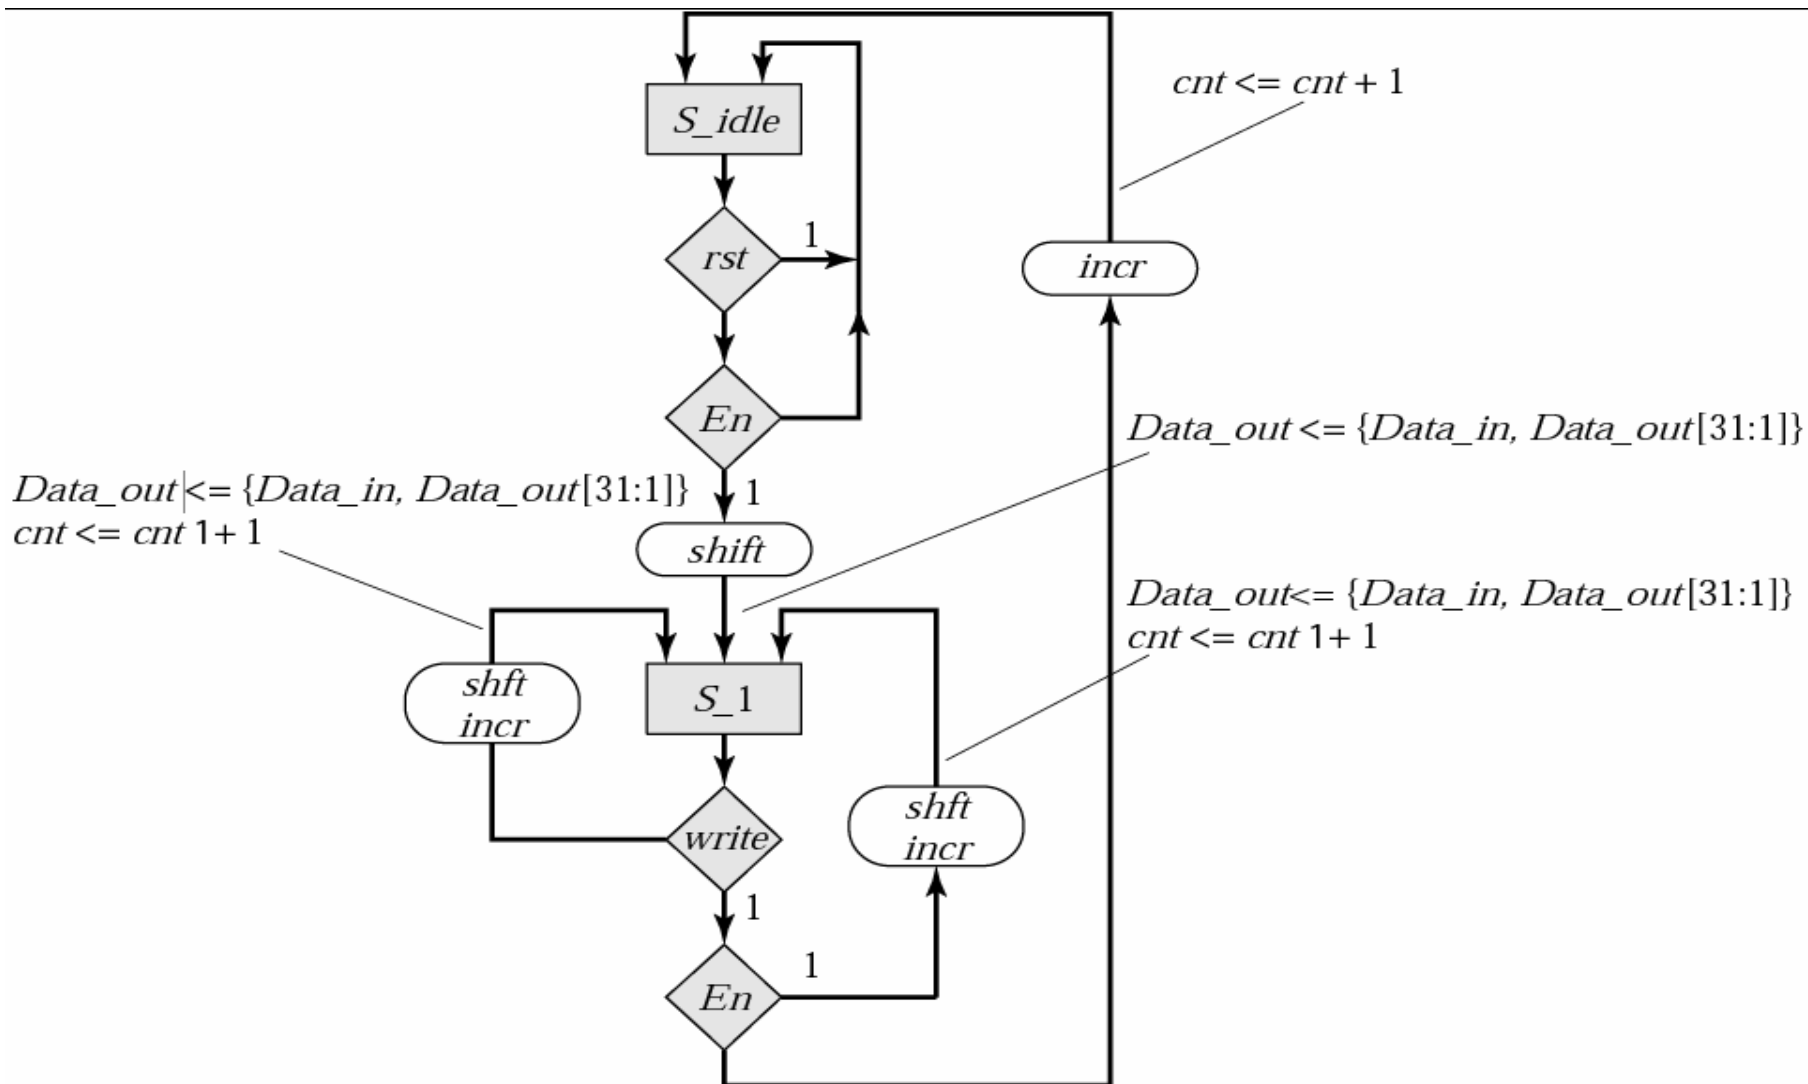 cnt <= cnt + 1
S_idle
1
rst
incr
En
Data_out <= {Data_in, Data_out[31:1]}
Data_out <= {Data_in, Data_out[31:1]}
cnt <= cnt 1+ 1
1
shift
Data_out<= {Data_in, Data_out[31:1]}
cnt <= cnt 1+ 1
shft
incr
S_1
shft
incr
write
1
1
En